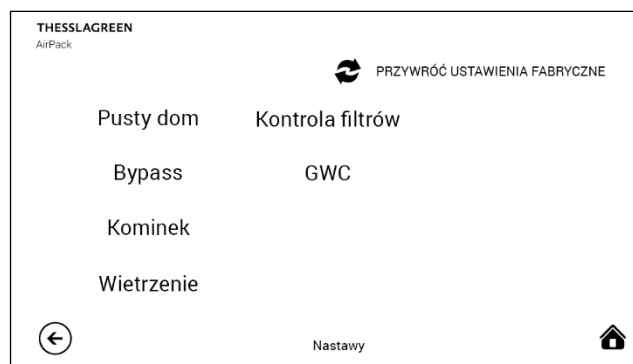 THESSLAGREEN
AirPack
PRZYWRÓĆ USTAWIENIA FABRYCZNE
Pusty dom
Kontrola filtrów
Bypass
GWC
Kominek
Wietrzenie
Nastawy